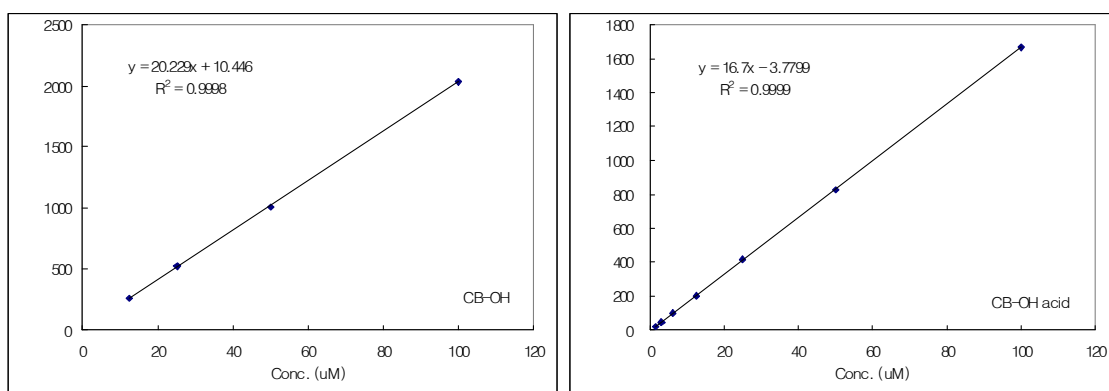 2500
2000
1500
1000
500
0
y = 20.229x + 10.446
R² = 0.9998
CB-OH
0 20 40 60 80 100 120
Conc. (uM)
1800
1600
1400
1200
1000
800
600
400
200
0
y = 16.7x - 3.7799
R² = 0.9999
CB-OH acid
0 20 40 60 80 100 120
Conc. (uM)